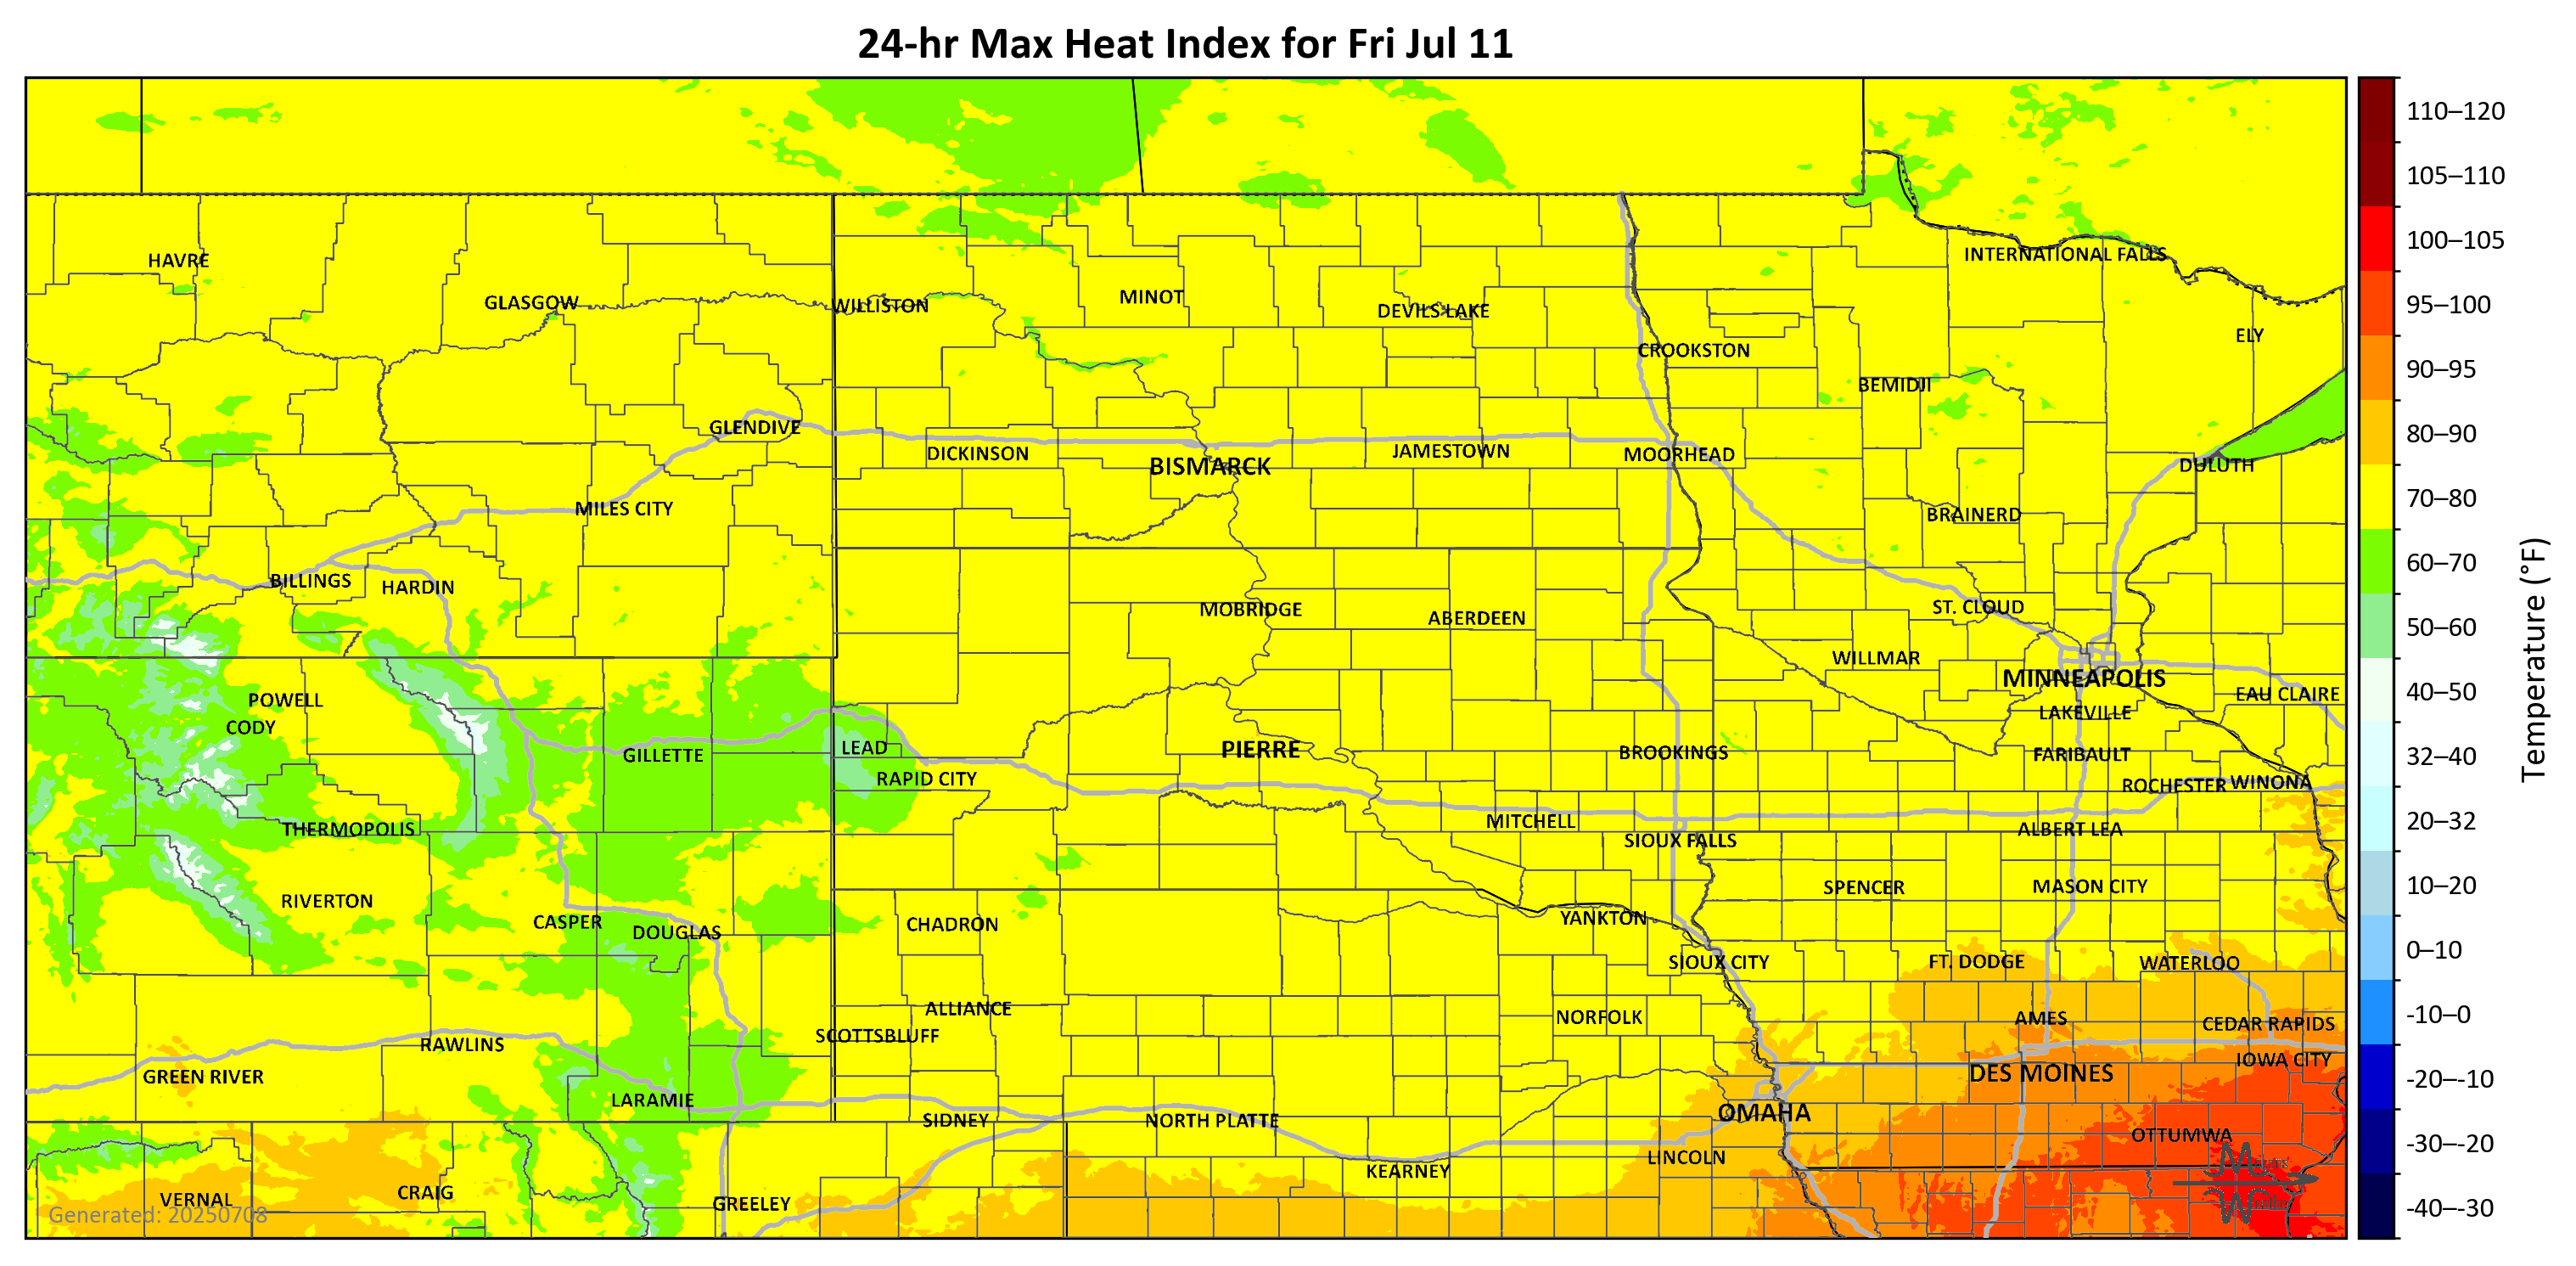 24-hr Max Heat Index for Fri Jul 11
110–120
105–110
100–105
95–100
90–95
80–90
70–80
60–70
50–60
40–50
32–40
20–32
10–20
0–10
-10–0
-20–-10
-30–-20
-40–-30
Temperature (°F)
HAVRE
INTERNATIONAL FALLS
GLASGOW
WILLISTON
MINOT
DEVILS LAKE
ELY
CROOKSTON
BEMIDJI
GLENDIVE
DICKINSON
BISMARCK
JAMESTOWN
MOORHEAD
DULUTH
MILES CITY
BRAINERD
BILLINGS
HARDIN
MOBRIDGE
ABERDEEN
ST. CLOUD
WILLMAR
MINNEAPOLIS
EAU CLAIRE
POWELL
CODY
LAKEVILLE
GILLETTE
LEAD
PIERRE
BROOKINGS
FARIBAULT
RAPID CITY
ROCHESTER
WINONA
THERMOPOLIS
MITCHELL
ALBERT LEA
SIOUX FALLS
RIVERTON
SPENCER
MASON CITY
CASPER
DOUGLAS
CHADRON
YANKTON
SIOUX CITY
FT. DODGE
WATERLOO
ALLIANCE
NORFOLK
AMES
CEDAR RAPIDS
SCOTTSBLUFF
RAWLINS
IOWA CITY
GREEN RIVER
DES MOINES
LARAMIE
SIDNEY
NORTH PLATTE
OMAHA
OTTUMWA
KEARNEY
LINCOLN
VERNAL
CRAIG
GREELEY
Generated: 20250708